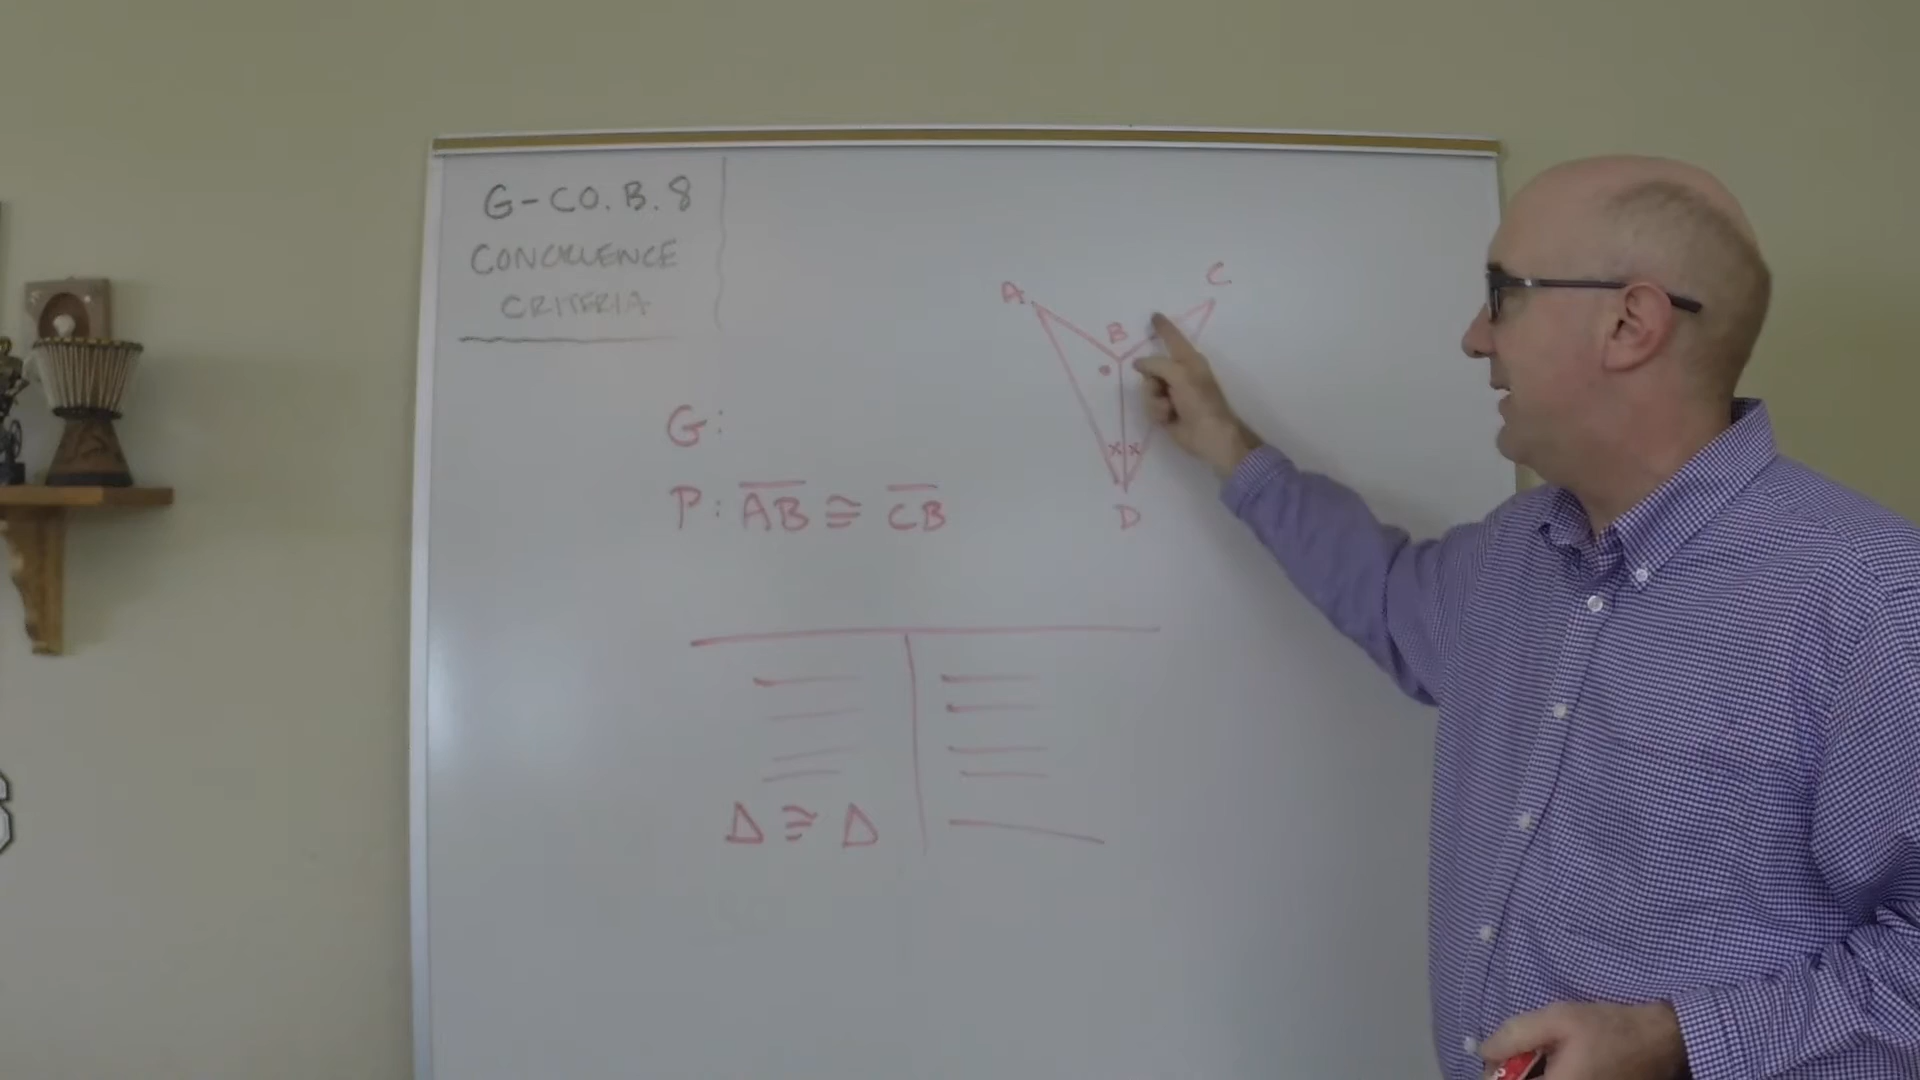 G-CO.B.8
CONGRUENCE
CRITERIA
A
C
B
x x
D
G:
P: AB ≅ CB
Δ ≅ Δ